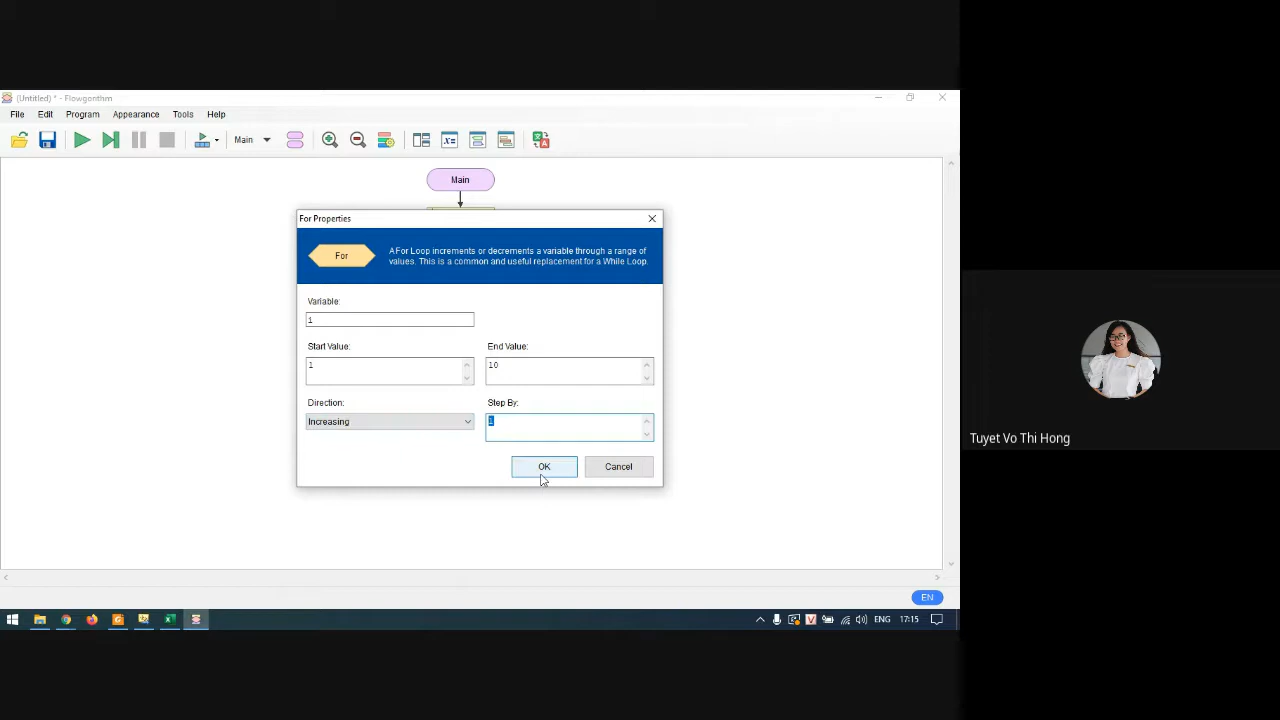 (Untitled) * - Flowgorithm
File Edit Program Appearance Tools Help
Main
Main
For Properties
For
A For Loop increments or decrements a variable through a range of
values. This is a common and useful replacement for a While Loop.
Variable:
i
Start Value:
End Value:
1
10
Direction:
Step By:
Increasing
1
OK
Cancel
Tuyet Vo Thi Hong
EN
ENG
17:15